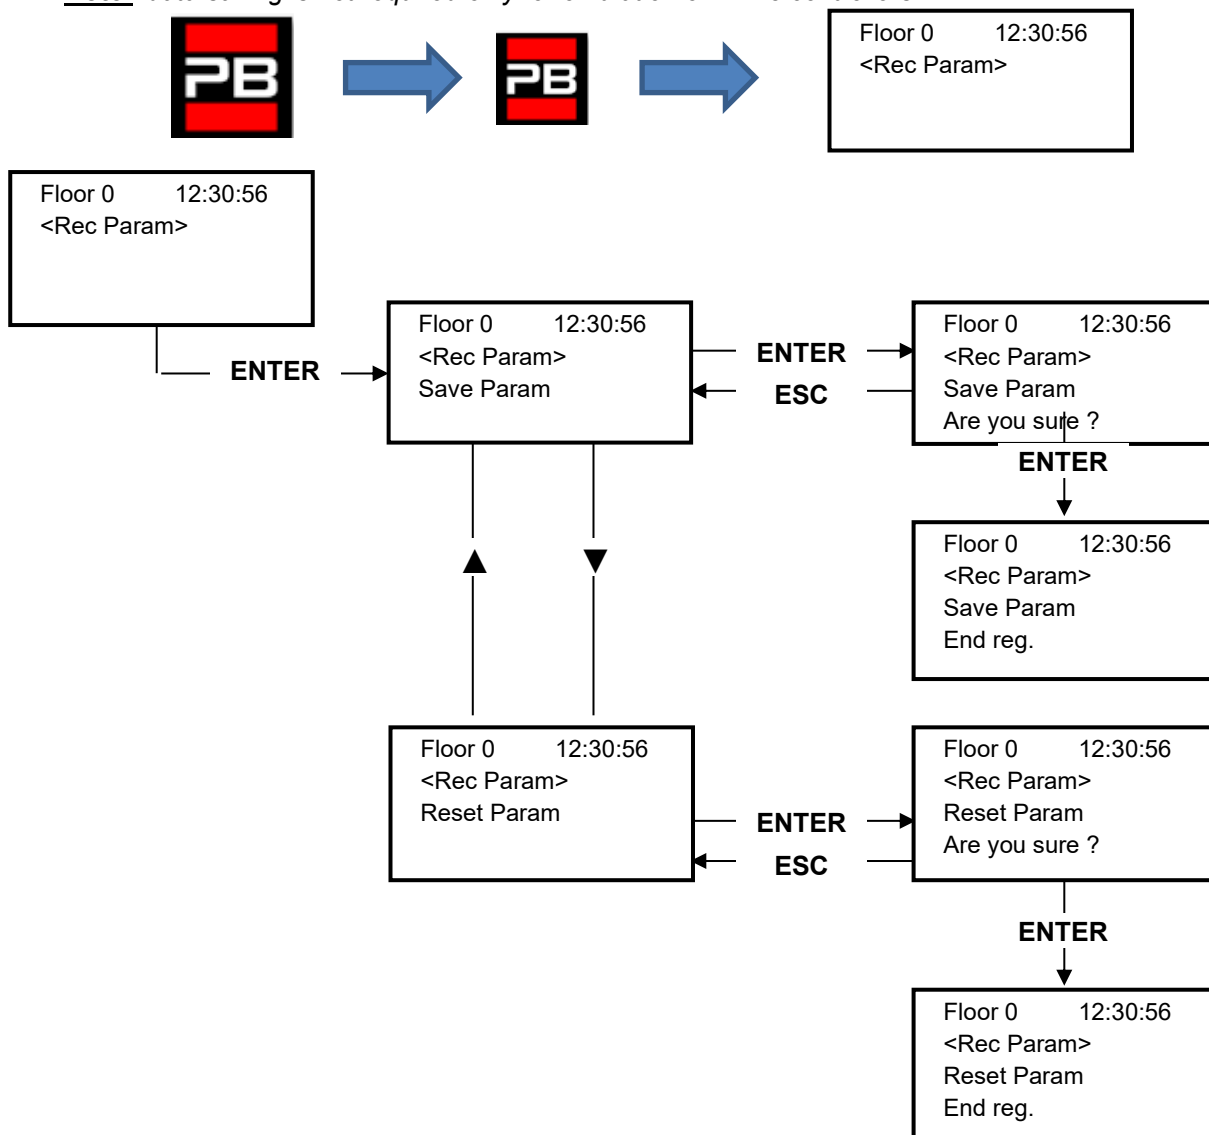 PB
PB
Floor 0 12:30:56
<Rec Param>
Floor 0 12:30:56
<Rec Param>
ENTER
Floor 0 12:30:56
<Rec Param>
Save Param
ENTER
ESC
Floor 0 12:30:56
<Rec Param>
Save Param
Are you sure ?
ENTER
Floor 0 12:30:56
<Rec Param>
Save Param
End reg.
▲ ▼
Floor 0 12:30:56
<Rec Param>
Reset Param
ENTER
ESC
Floor 0 12:30:56
<Rec Param>
Reset Param
Are you sure ?
ENTER
Floor 0 12:30:56
<Rec Param>
Reset Param
End reg.